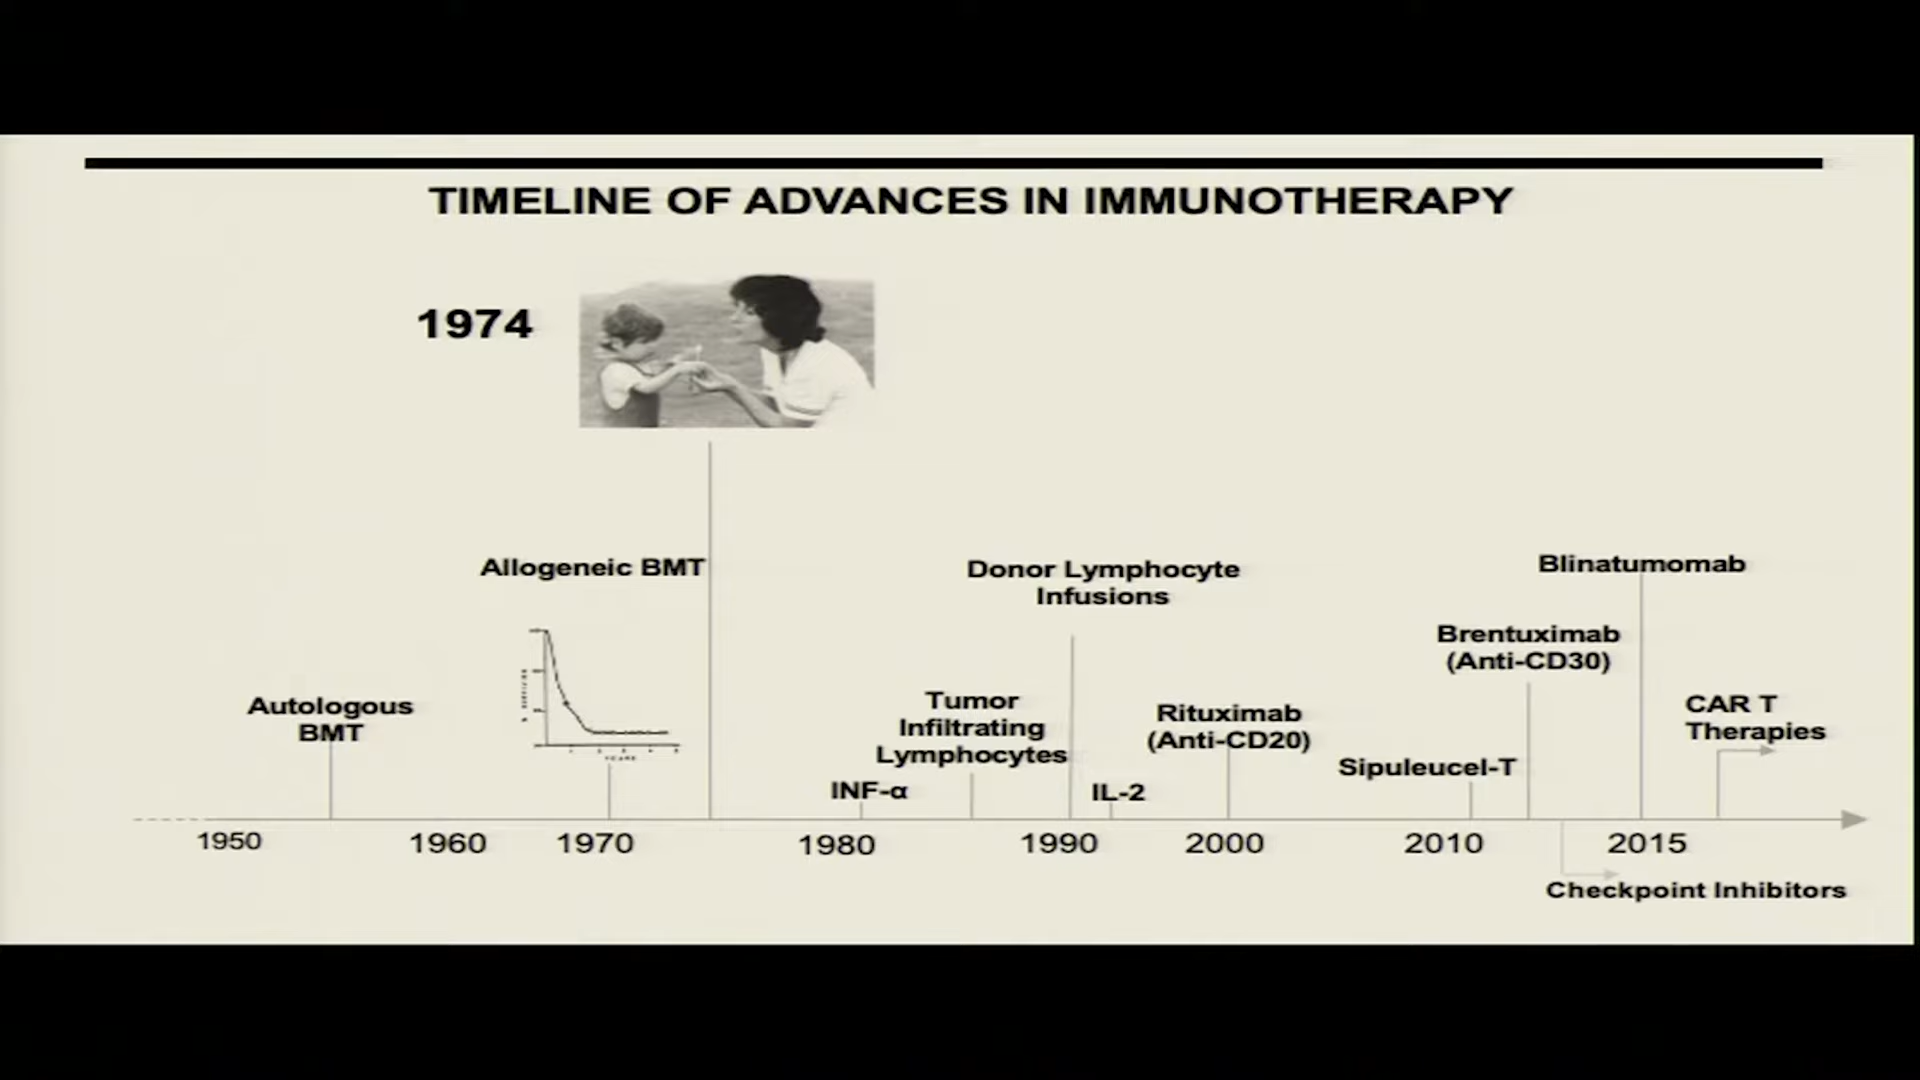 TIMELINE OF ADVANCES IN IMMUNOTHERAPY
1974
Allogeneic BMT
Donor Lymphocyte
Infusions
Blinatumomab
Brentuximab
(Anti-CD30)
Autologous
BMT
Tumor
Infiltrating
Lymphocytes
Rituximab
(Anti-CD20)
CAR T
Therapies
Sipuleucel-T
YEARS
INF-α
IL-2
1950
1960
1970
1980
1990
2000
2010
2015
Checkpoint Inhibitors